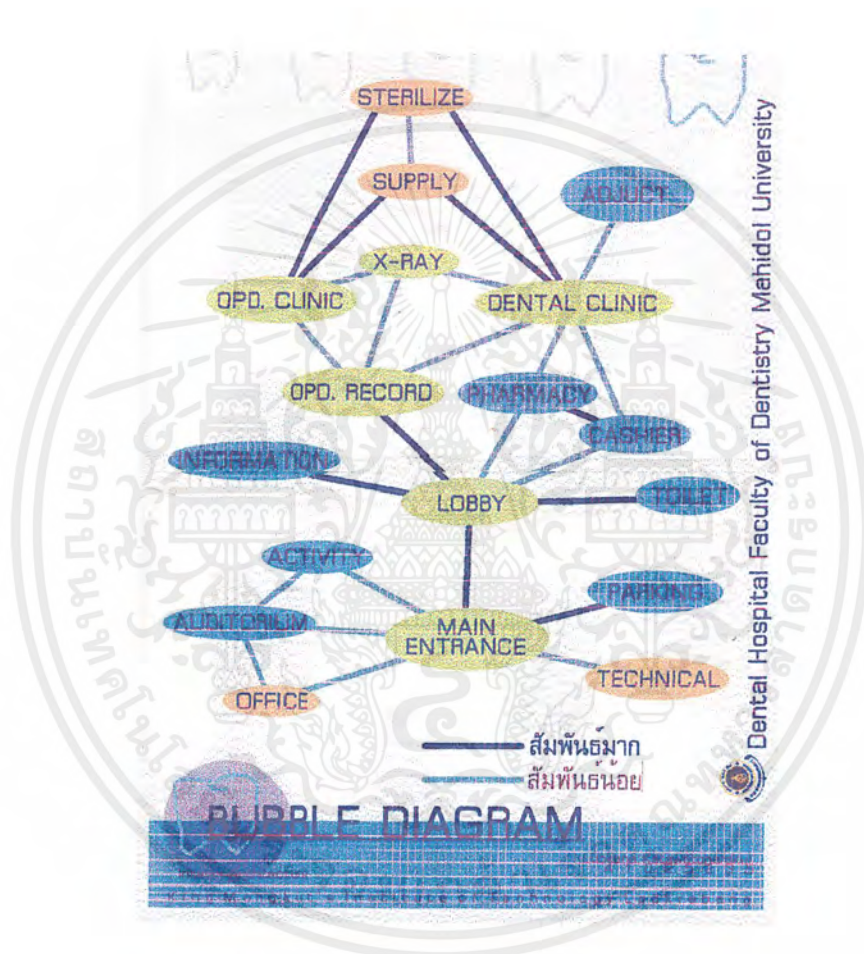 STERILIZE
SUPPLY
ADJUCT
X-RAY
OPD. CLINIC
DENTAL CLINIC
OPD. RECORD
PHARMACY
CASHIER
INFORMATION
LOBBY
TOILET
ACTIVITY
PARKING
AUDITORIUM
MAIN
ENTRANCE
TECHNICAL
OFFICE
สัมพันธ์มาก
สัมพันธ์น้อย
BUBBLE DIAGRAM
Dental Hospital Faculty of Dentistry Mahidol University